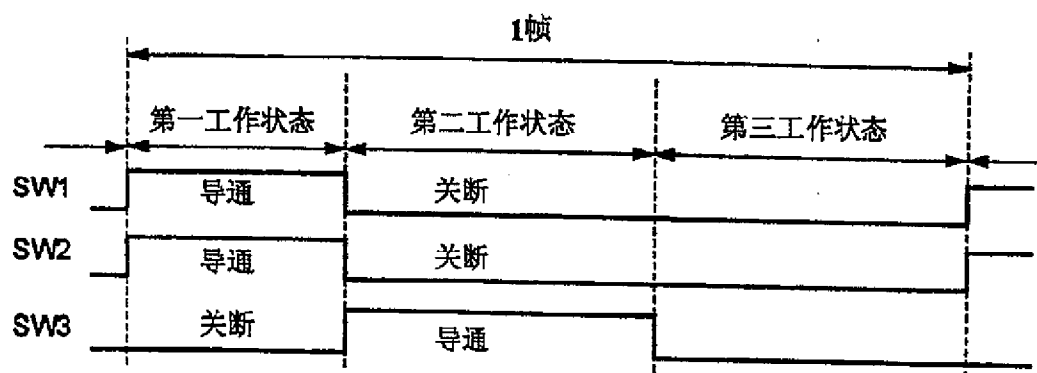 1帧
第一工作状态 第二工作状态 第三工作状态
SW1 导通 关断
SW2 导通 关断
SW3 关断 导通